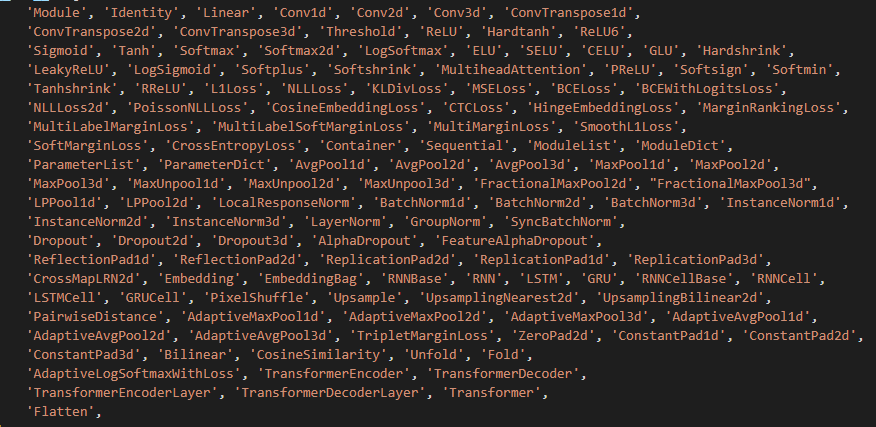 'Module', 'Identity', 'Linear', 'Conv1d', 'Conv2d', 'Conv3d', 'ConvTranspose1d',
'ConvTranspose2d', 'ConvTranspose3d', 'Threshold', 'ReLU', 'Hardtanh', 'ReLU6',
'Sigmoid', 'Tanh', 'Softmax', 'Softmax2d', 'LogSoftmax', 'ELU', 'SELU', 'CELU', 'GLU', 'Hardshrink',
'LeakyReLU', 'LogSigmoid', 'Softplus', 'Softshrink', 'MultiheadAttention', 'PReLU', 'Softsign', 'Softmin',
'Tanhshrink', 'RReLU', 'L1Loss', 'NLLLoss', 'KLDivLoss', 'MSELoss', 'BCELoss', 'BCEWithLogitsLoss',
'NLLLoss2d', 'PoissonNLLLoss', 'CosineEmbeddingLoss', 'CTCLoss', 'HingeEmbeddingLoss', 'MarginRankingLoss',
'MultiLabelMarginLoss', 'MultiLabelSoftMarginLoss', 'MultiMarginLoss', 'SmoothL1Loss',
'SoftMarginLoss', 'CrossEntropyLoss', 'Container', 'Sequential', 'ModuleList', 'ModuleDict',
'ParameterList', 'ParameterDict', 'AvgPool1d', 'AvgPool2d', 'AvgPool3d', 'MaxPool1d', 'MaxPool2d',
'MaxPool3d', 'MaxUnpool1d', 'MaxUnpool2d', 'MaxUnpool3d', 'FractionalMaxPool2d', "FractionalMaxPool3d",
'LPPool1d', 'LPPool2d', 'LocalResponseNorm', 'BatchNorm1d', 'BatchNorm2d', 'BatchNorm3d', 'InstanceNorm1d',
'InstanceNorm2d', 'InstanceNorm3d', 'LayerNorm', 'GroupNorm', 'SyncBatchNorm',
'Dropout', 'Dropout2d', 'Dropout3d', 'AlphaDropout', 'FeatureAlphaDropout',
'ReflectionPad1d', 'ReflectionPad2d', 'ReplicationPad2d', 'ReplicationPad1d', 'ReplicationPad3d',
'CrossMapLRN2d', 'Embedding', 'EmbeddingBag', 'RNNBase', 'RNN', 'LSTM', 'GRU', 'RNNCellBase', 'RNNCell',
'LSTMCell', 'GRUCell', 'PixelShuffle', 'Upsample', 'UpsamplingNearest2d', 'UpsamplingBilinear2d',
'PairwiseDistance', 'AdaptiveMaxPool1d', 'AdaptiveMaxPool2d', 'AdaptiveMaxPool3d', 'AdaptiveAvgPool1d',
'AdaptiveAvgPool2d', 'AdaptiveAvgPool3d', 'TripletMarginLoss', 'ZeroPad2d', 'ConstantPad1d', 'ConstantPad2d',
'ConstantPad3d', 'Bilinear', 'CosineSimilarity', 'Unfold', 'Fold',
'AdaptiveLogSoftmaxWithLoss', 'TransformerEncoder', 'TransformerDecoder',
'TransformerEncoderLayer', 'TransformerDecoderLayer', 'Transformer',
'Flatten',